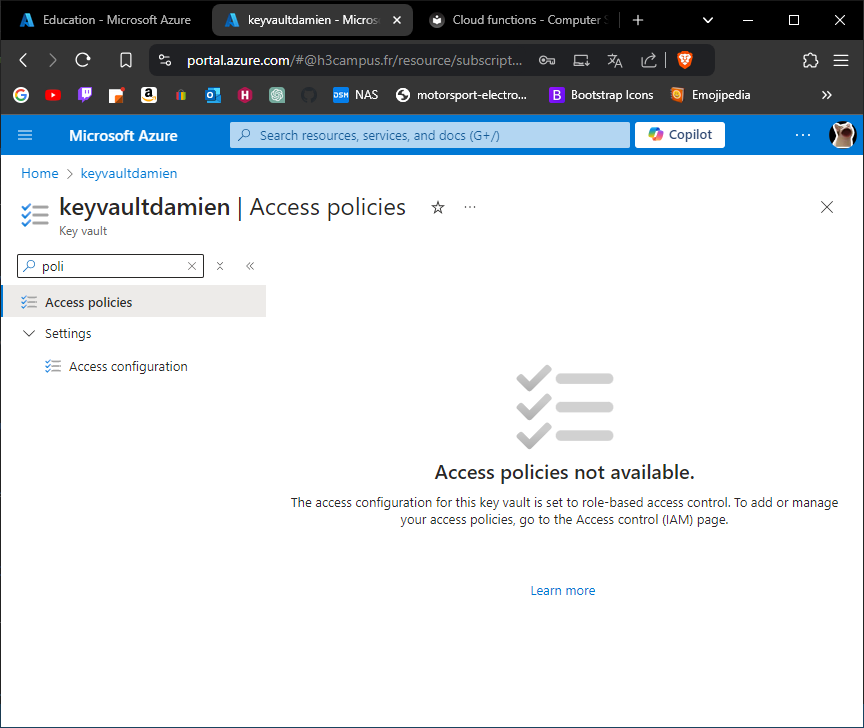 Education - Microsoft Azure
keyvaultdamien - Micros
Cloud functions - Computer S
portal.azure.com/#@h3campus.fr/resource/subscript...
NAS
motorsport-electro...
Bootstrap Icons
Emojipedia
Microsoft Azure
Search resources, services, and docs (G+/)
Copilot
Home > keyvaultdamien
keyvaultdamien | Access policies
Key vault
poli
Access policies
Settings
Access configuration
Access policies not available.
The access configuration for this key vault is set to role-based access control. To add or manage
your access policies, go to the Access control (IAM) page.
Learn more